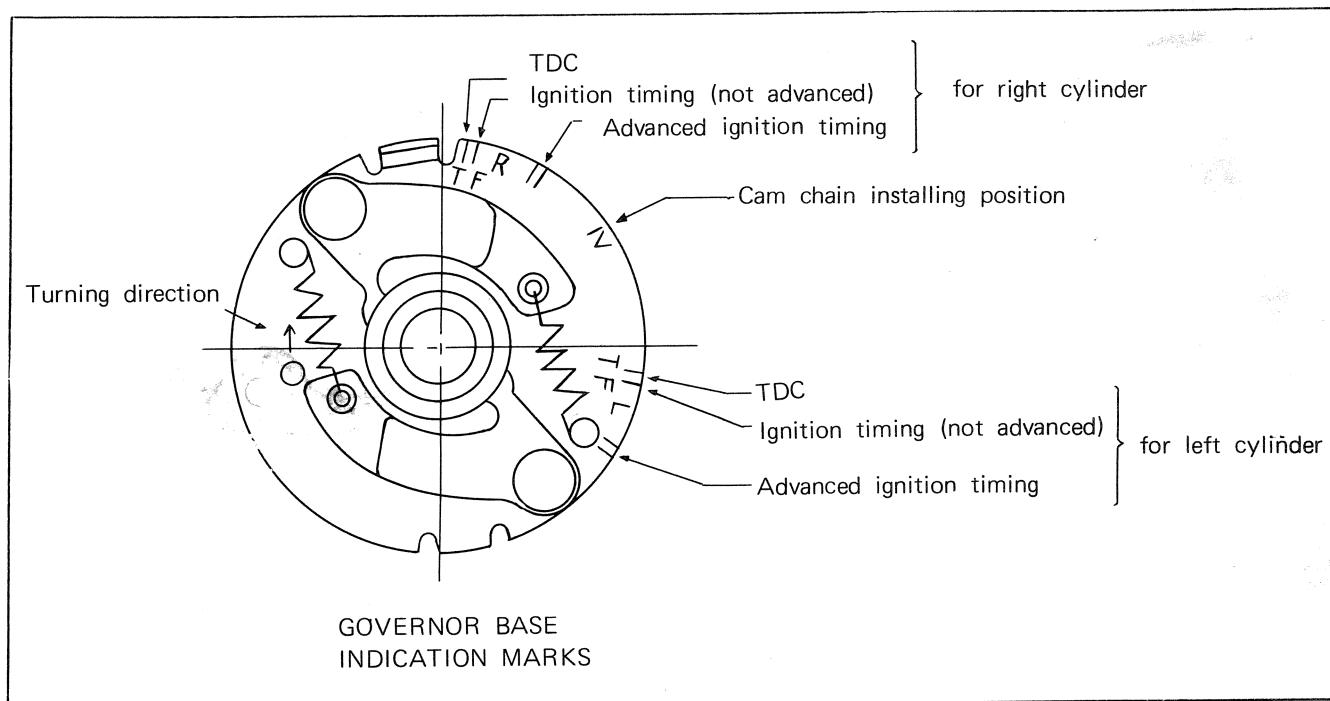 TDC
Ignition timing (not advanced)
Advanced ignition timing
for right cylinder
T F R
Cam chain installing position
IV
Turning direction
T
F
L
TDC
Ignition timing (not advanced)
Advanced ignition timing
for left cylinder
GOVERNOR BASE
INDICATION MARKS